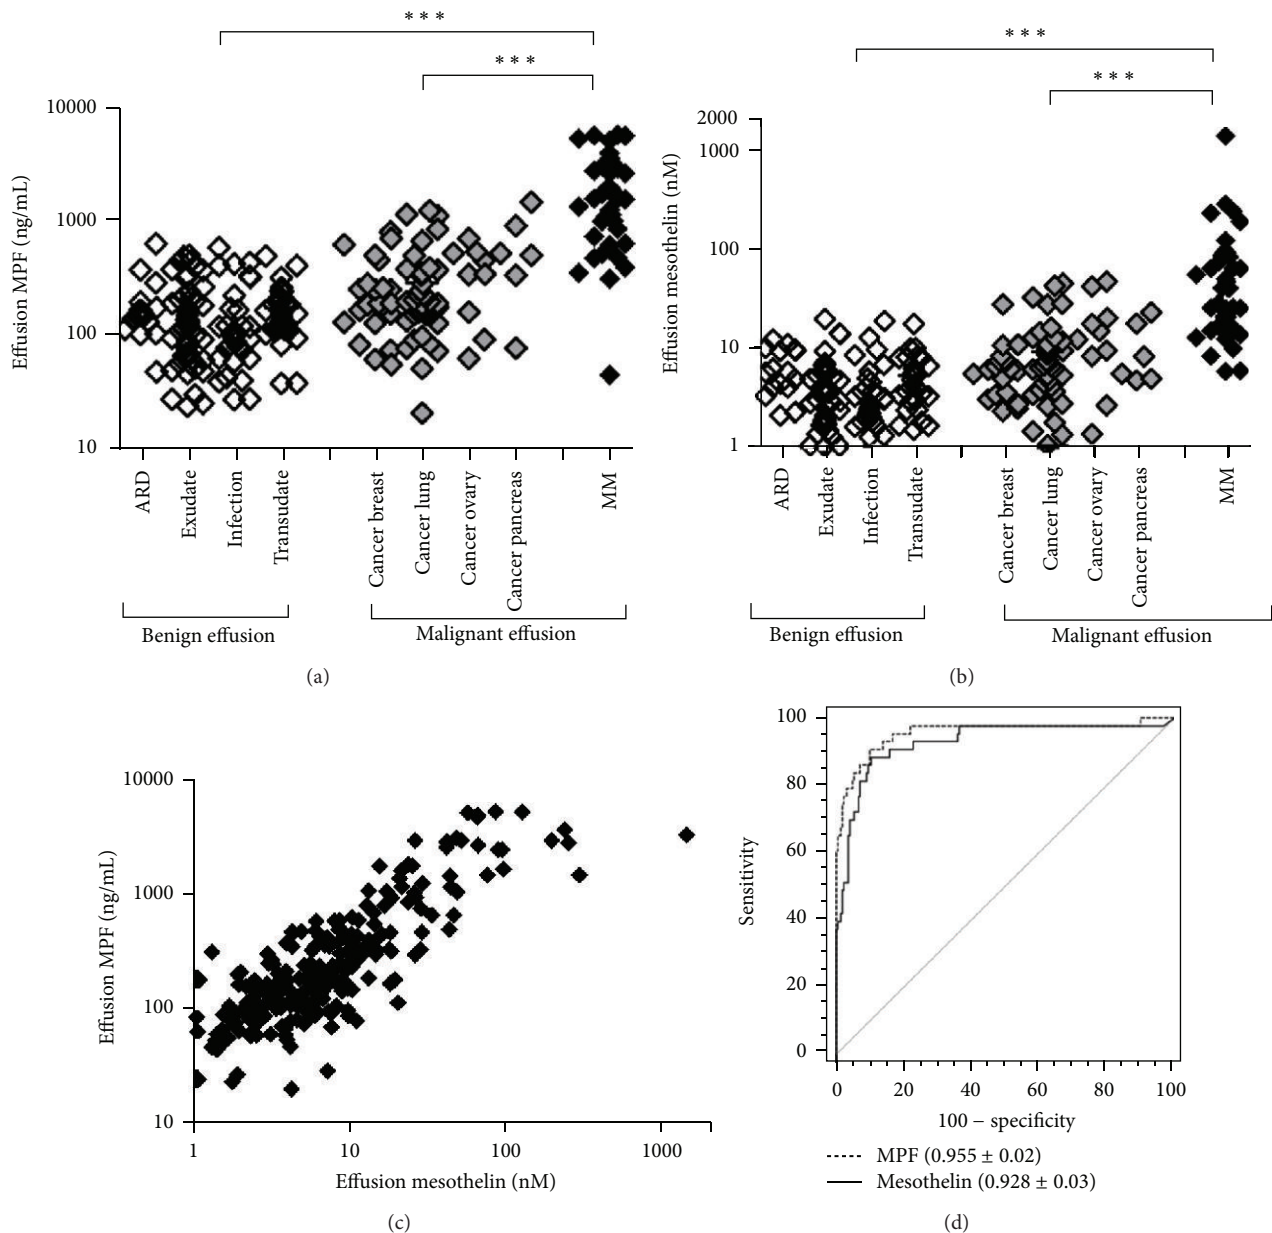 * * *
* * *
Effusion MPF (ng/mL)
10000
1000
100
10
ARD
Exudate
Infection
Transudate
Cancer breast
Cancer lung
Cancer ovary
Cancer pancreas
MM
Benign effusion
Malignant effusion
(a)
* * *
* * *
Effusion mesothelin (nM)
2000
1000
100
10
1
ARD
Exudate
Infection
Transudate
Cancer breast
Cancer lung
Cancer ovary
Cancer pancreas
MM
Benign effusion
Malignant effusion
(b)
Effusion MPF (ng/mL)
10000
1000
100
10
1
10
100
1000
Effusion mesothelin (nM)
(c)
Sensitivity
100
80
60
40
20
0
0
20
40
60
80
100
100 − specificity
MPF (0.955 ± 0.02)
Mesothelin (0.928 ± 0.03)
(d)